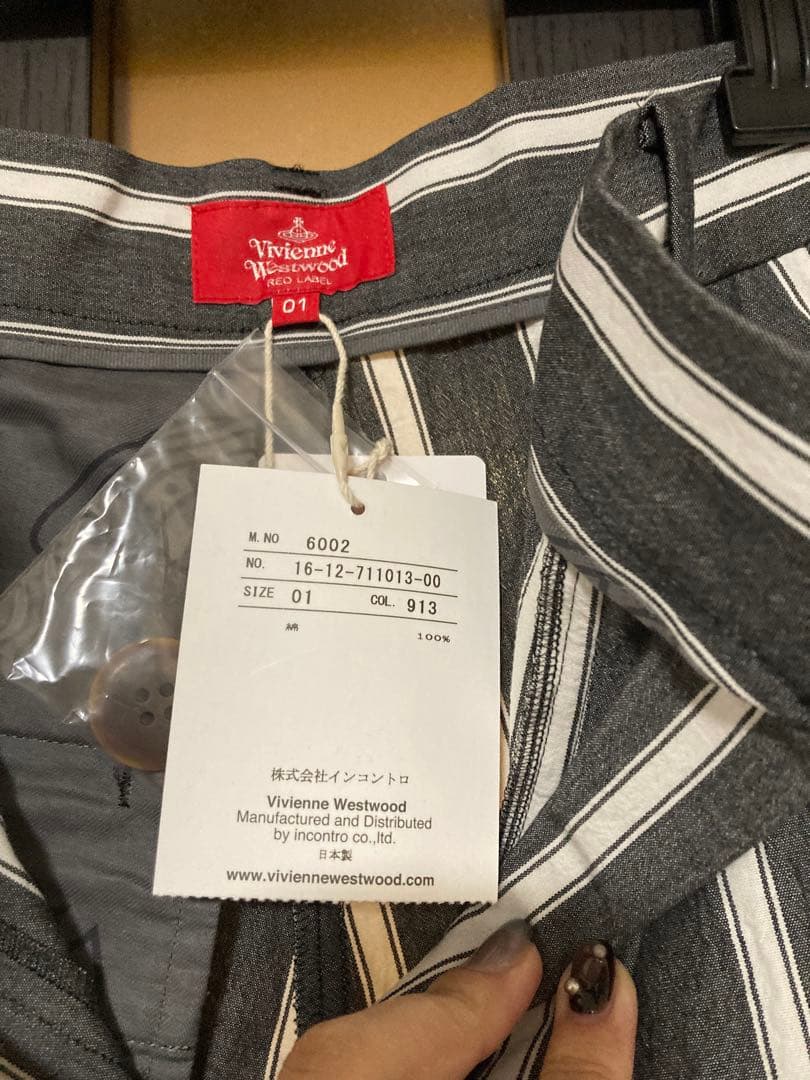 Vivienne
Westwood
RED LABEL
01
M. NO 6002
NO. 16-12-711013-00
SIZE 01 COL. 913
綿 100%
株式会社インコントロ
Vivienne Westwood
Manufactured and Distributed
by incontro co.,ltd.
日本製
www.viviennewestwood.com